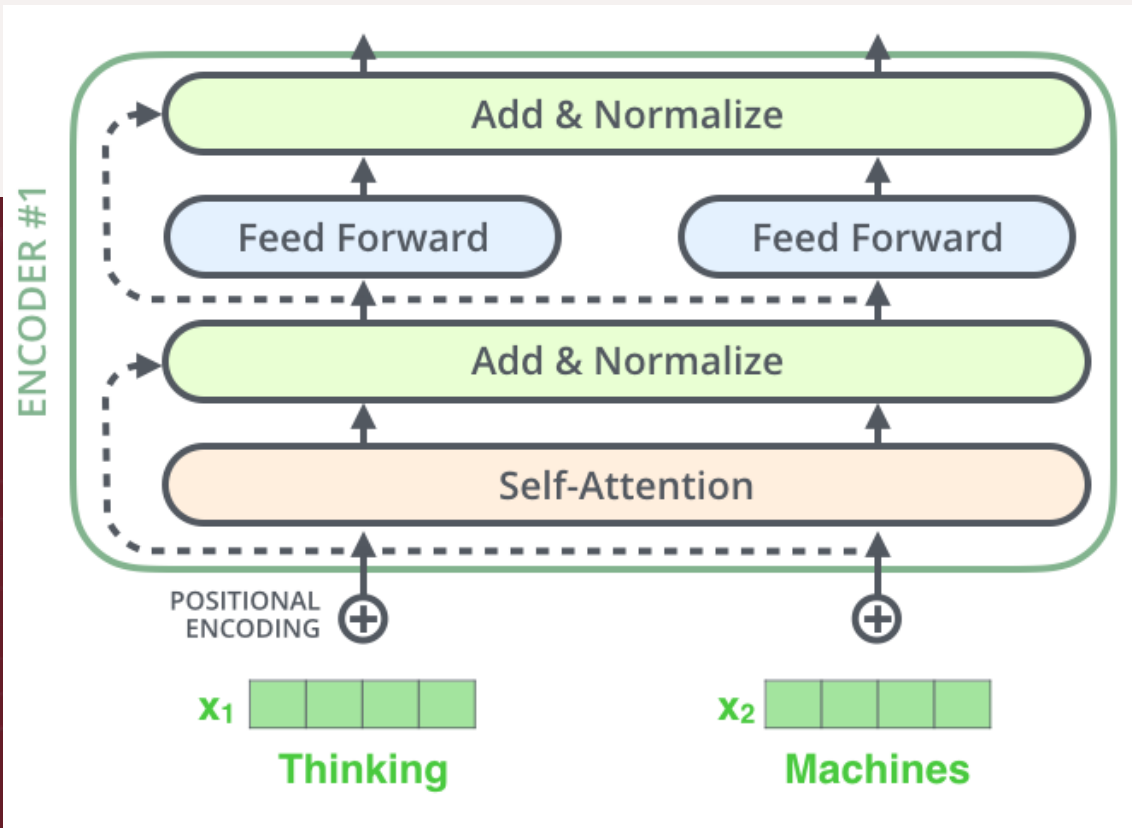 ENCODER #1
Add & Normalize
Feed Forward
Feed Forward
Add & Normalize
Self-Attention
POSITIONAL
ENCODING
x₁
x₂
Thinking
Machines